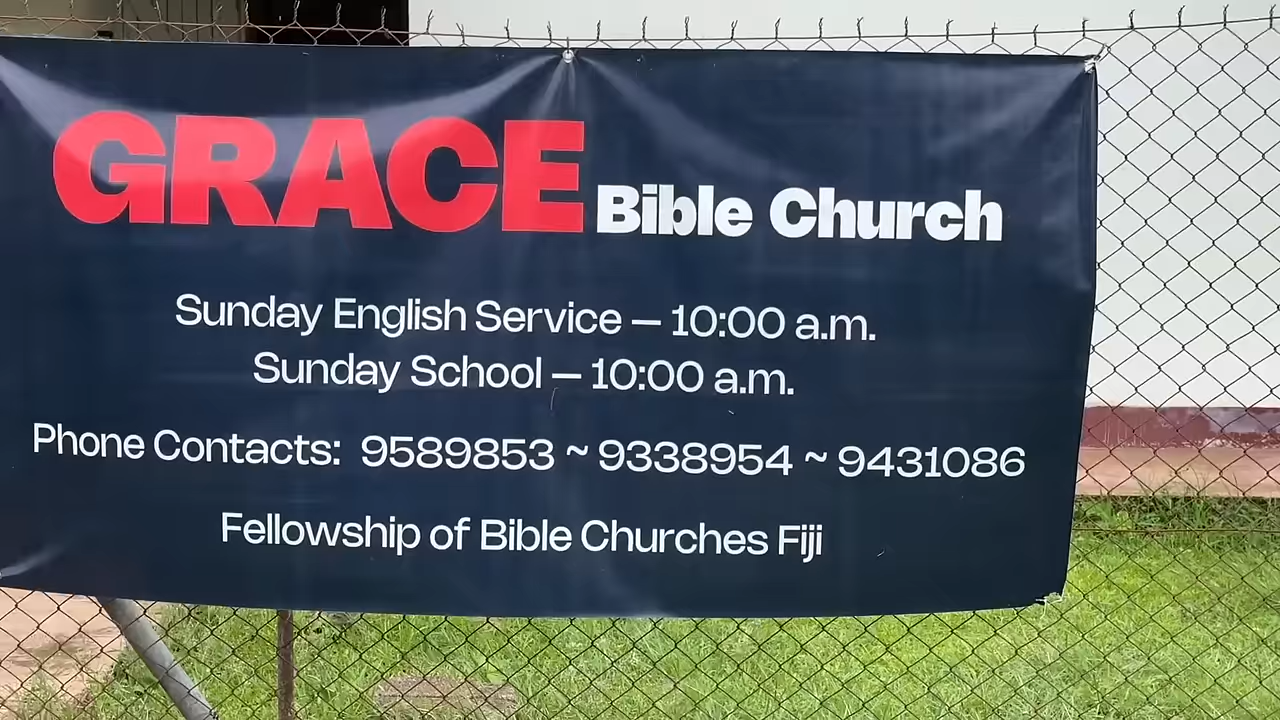 GRACE Bible Church
Sunday English Service – 10:00 a.m.
Sunday School – 10:00 a.m.
Phone Contacts: 9589853 ~ 9338954 ~ 9431086
Fellowship of Bible Churches Fiji